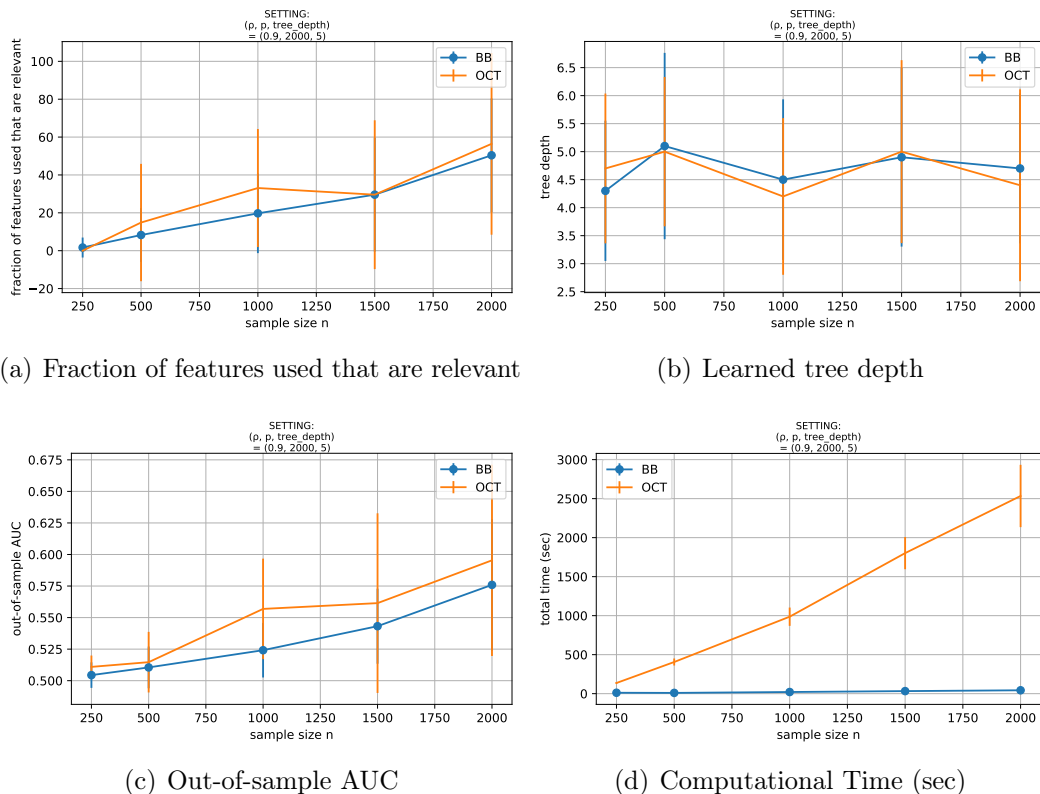 SETTING:
(ρ, p, tree_depth)
= (0.9, 2000, 5)
BB
OCT
fraction of features used that are relevant
100
80
60
40
20
0
−20
250
500
750
1000
1250
1500
1750
2000
sample size n
(a) Fraction of features used that are relevant
SETTING:
(ρ, p, tree_depth)
= (0.9, 2000, 5)
BB
OCT
tree depth
6.5
6.0
5.5
5.0
4.5
4.0
3.5
3.0
2.5
250
500
750
1000
1250
1500
1750
2000
sample size n
(b) Learned tree depth
SETTING:
(ρ, p, tree_depth)
= (0.9, 2000, 5)
BB
OCT
out-of-sample AUC
0.675
0.650
0.625
0.600
0.575
0.550
0.525
0.500
250
500
750
1000
1250
1500
1750
2000
sample size n
(c) Out-of-sample AUC
SETTING:
(ρ, p, tree_depth)
= (0.9, 2000, 5)
BB
OCT
total time (sec)
3000
2500
2000
1500
1000
500
0
250
500
750
1000
1250
1500
1750
2000
sample size n
(d) Computational Time (sec)